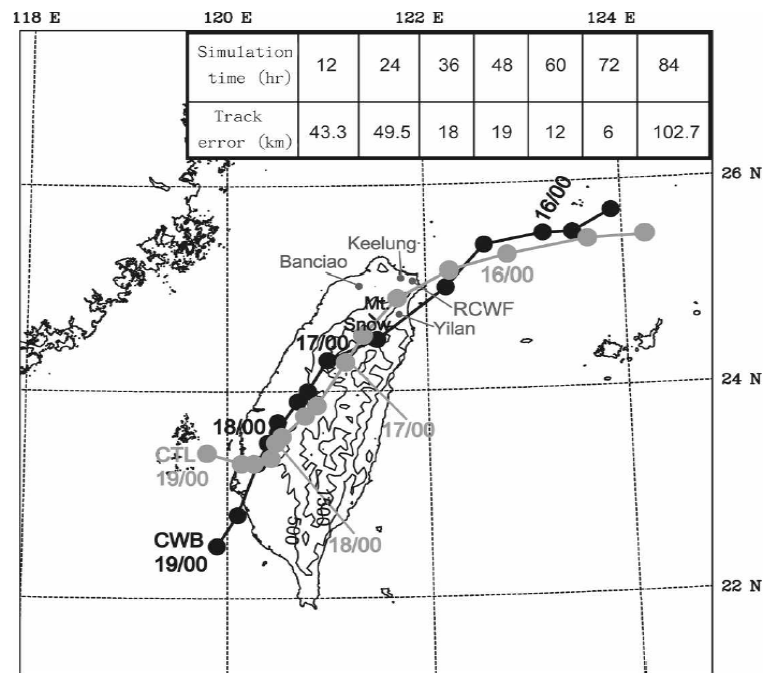 118 E 120 E 122 E 124 E
Simulation time (hr) 12 24 36 48 60 72 84
Track error (km) 43.3 49.5 18 19 12 6 102.7
26 N
16/00
Keelung
Banciao
16/00
RCWF
Mt.
Snow
Yilan
17/00
24 N
17/00
18/00
CTL
19/00
1500
500
18/00
CWB
19/00
22 N